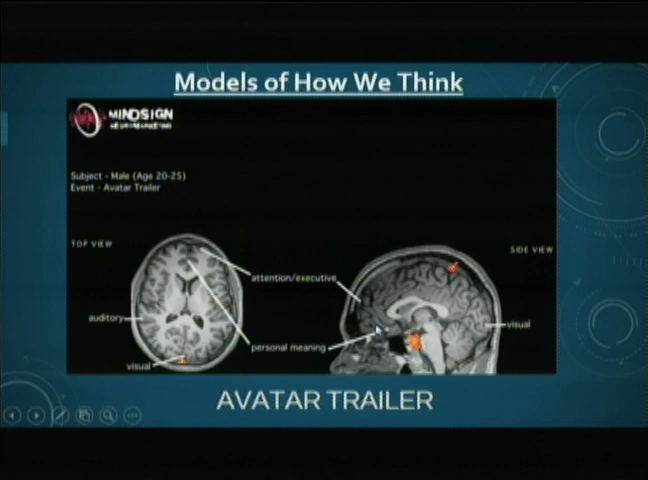 Models of How We Think
MINDSIGN
NEUROMARKETING
Subject - Male (Age 20-25)
Event - Avatar Trailer
TOP VIEW
SIDE VIEW
attention/executive
auditory
visual
personal meaning
visual
AVATAR TRAILER